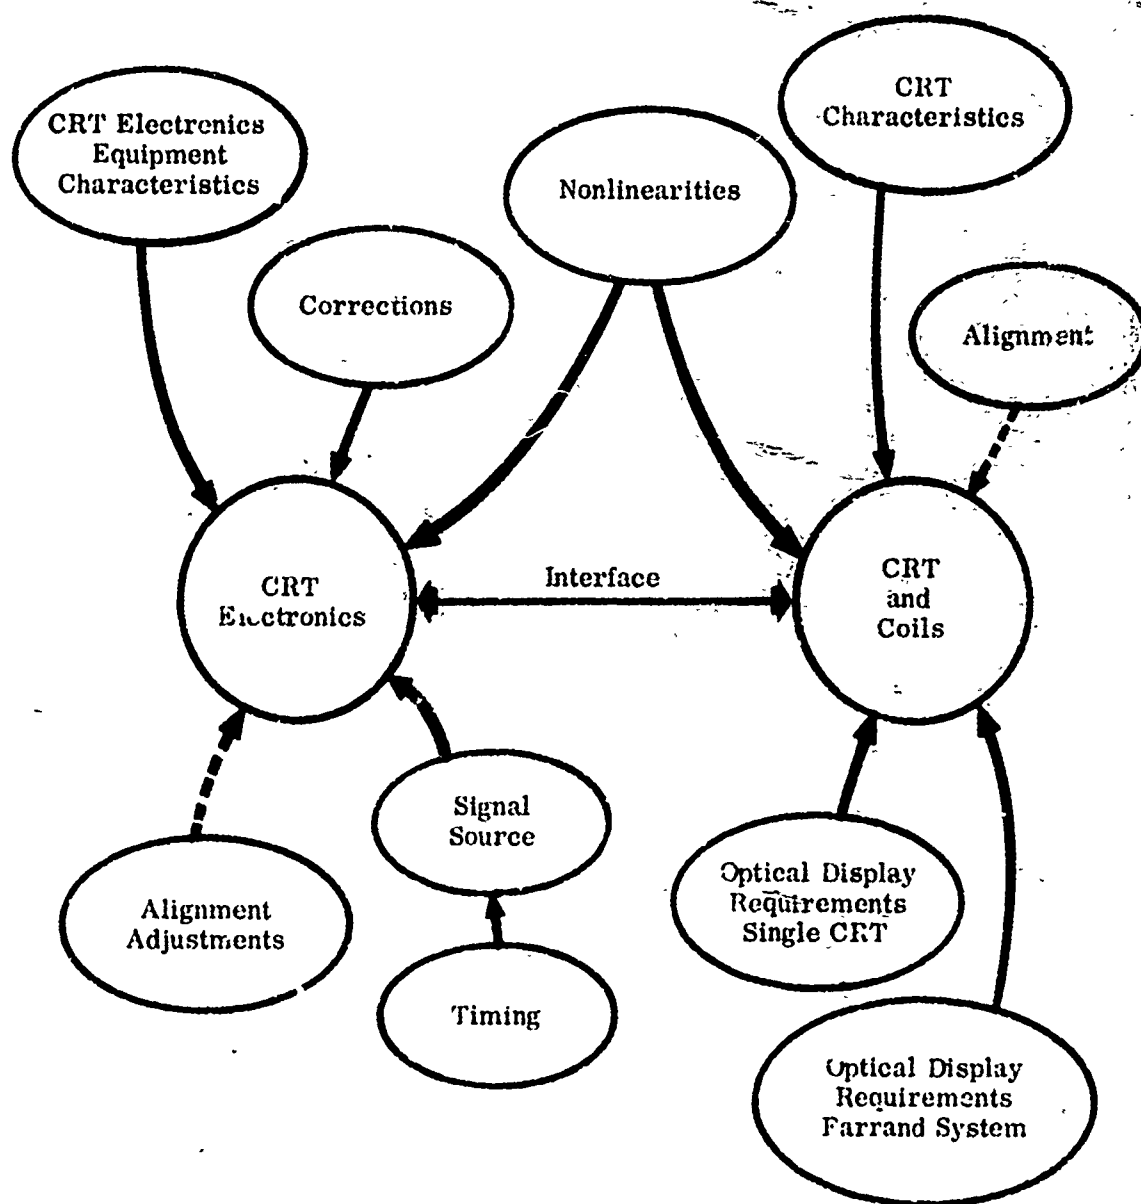 CRT
Characteristics
CRT Electronics
Equipment
Characteristics
Nonlinearities
Corrections
Alignment
CRT
Electronics
Interface
CRT
and
Coils
Signal
Source
Optical Display
Requirements
Single CRT
Alignment
Adjustments
Timing
Optical Display
Requirements
Farrand System